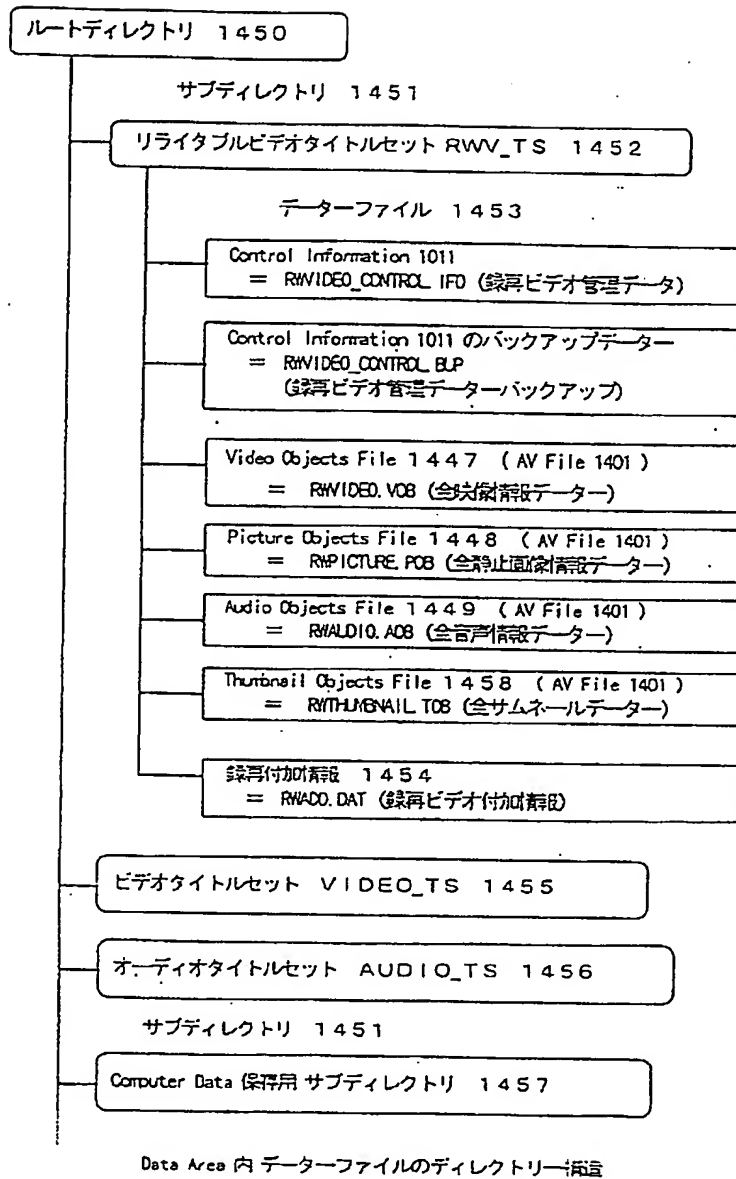 ルートディレクトリ 1450
サブディレクトリ 1451
リライタブルビデオタイトルセット RWV_TS 1452
データーファイル 1453
Control Information 1011
= RWVIDEO_CONTROL.IFO (録再ビデオ管理データ)
Control Information 1011 のバックアップデーター
= RWVIDEO_CONTROL.BUP
(録再ビデオ管理データーバックアップ)
Video Objects File 1447 ( AV File 1401 )
= RWVIDEO.VOB (全映像情報データー)
Picture Objects File 1448 ( AV File 1401 )
= RWPICTURE.POB (全静止画像情報データー)
Audio Objects File 1449 ( AV File 1401 )
= RWAUDIO.AOB (全音声情報データー)
Thumbnail Objects File 1458 ( AV File 1401 )
= RWTHUMBNAIL.TOB (全サムネールデーター)
録再付加情報 1454
= RWADD.DAT (録再ビデオ付加情報)
ビデオタイトルセット VIDEO_TS 1455
オーディオタイトルセット AUDIO_TS 1456
サブディレクトリ 1451
Computer Data 保存用 サブディレクトリ 1457
Data Area 内 データーファイルのディレクトリー構造